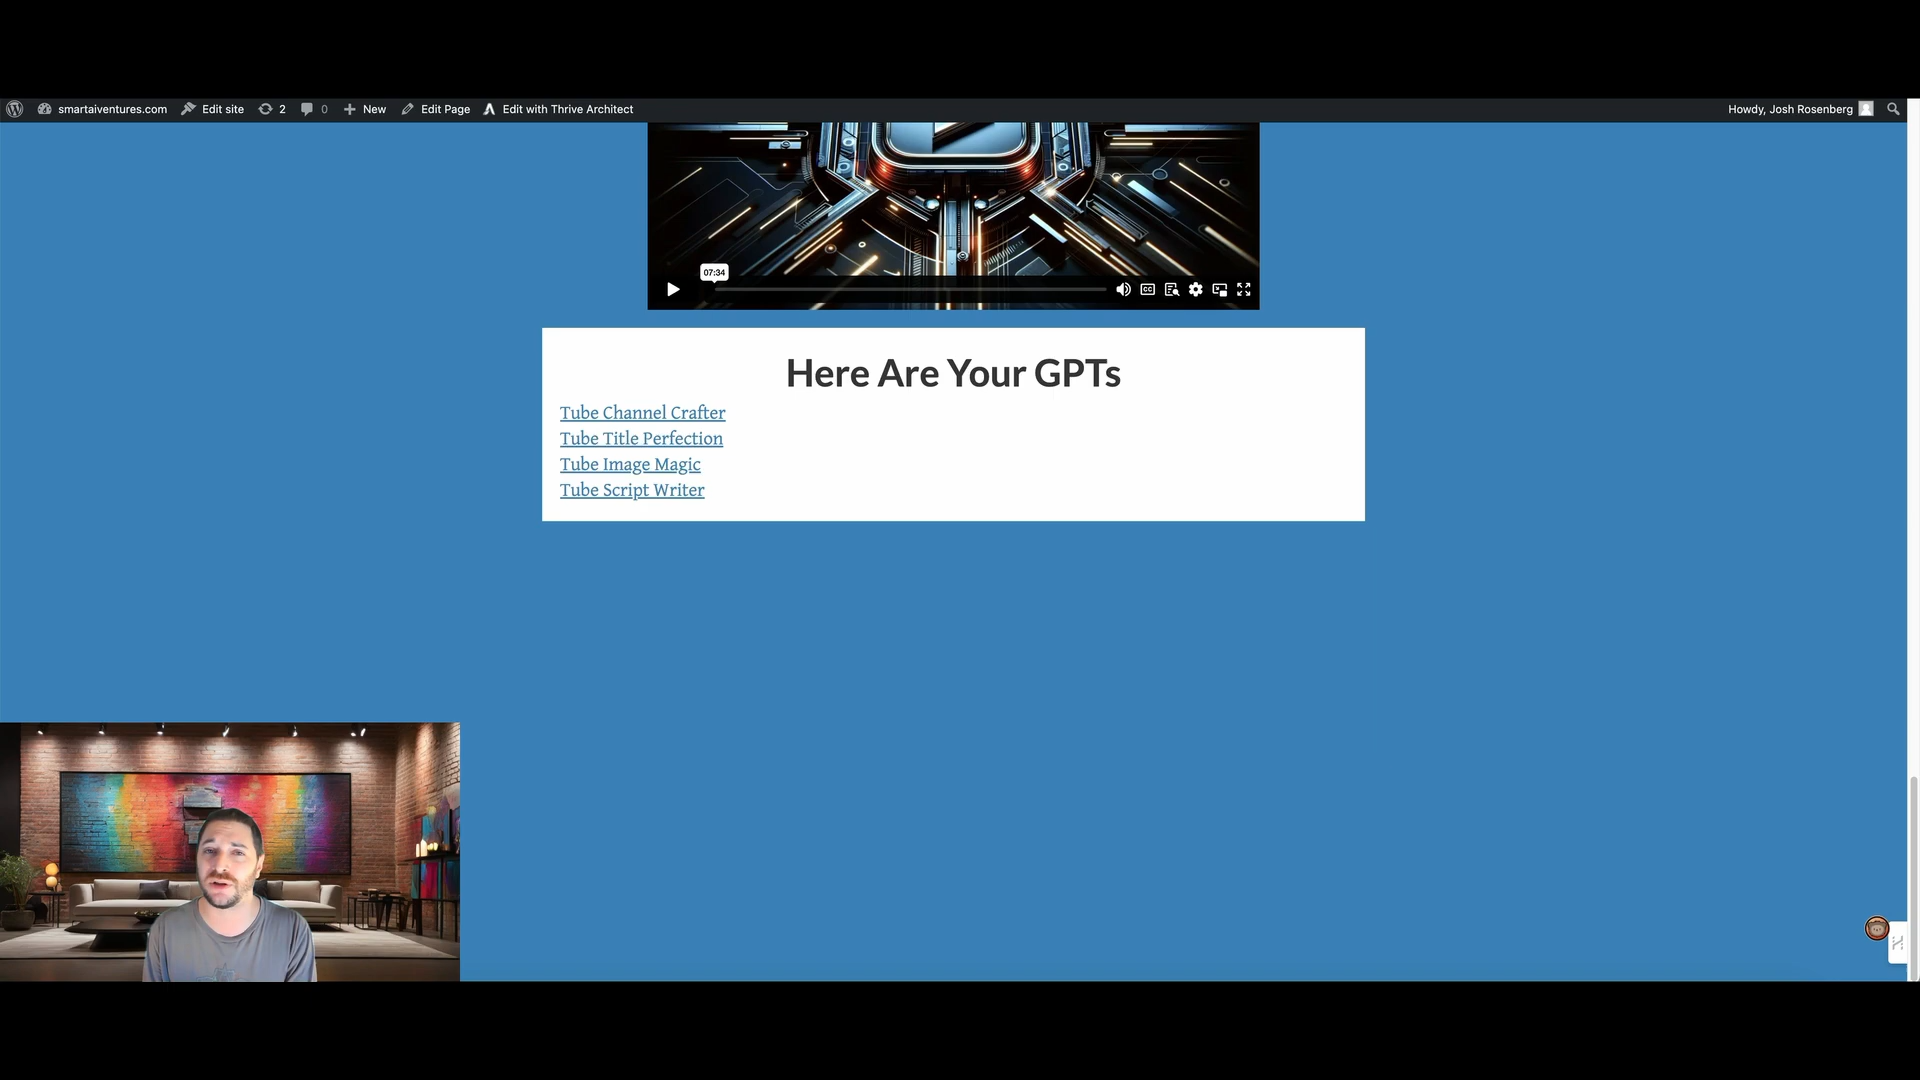 smartaiventures.com Edit site 2 0 New Edit Page Edit with Thrive Architect Howdy, Josh Rosenberg
07:34
CC
Here Are Your GPTs
Tube Channel Crafter
Tube Title Perfection
Tube Image Magic
Tube Script Writer